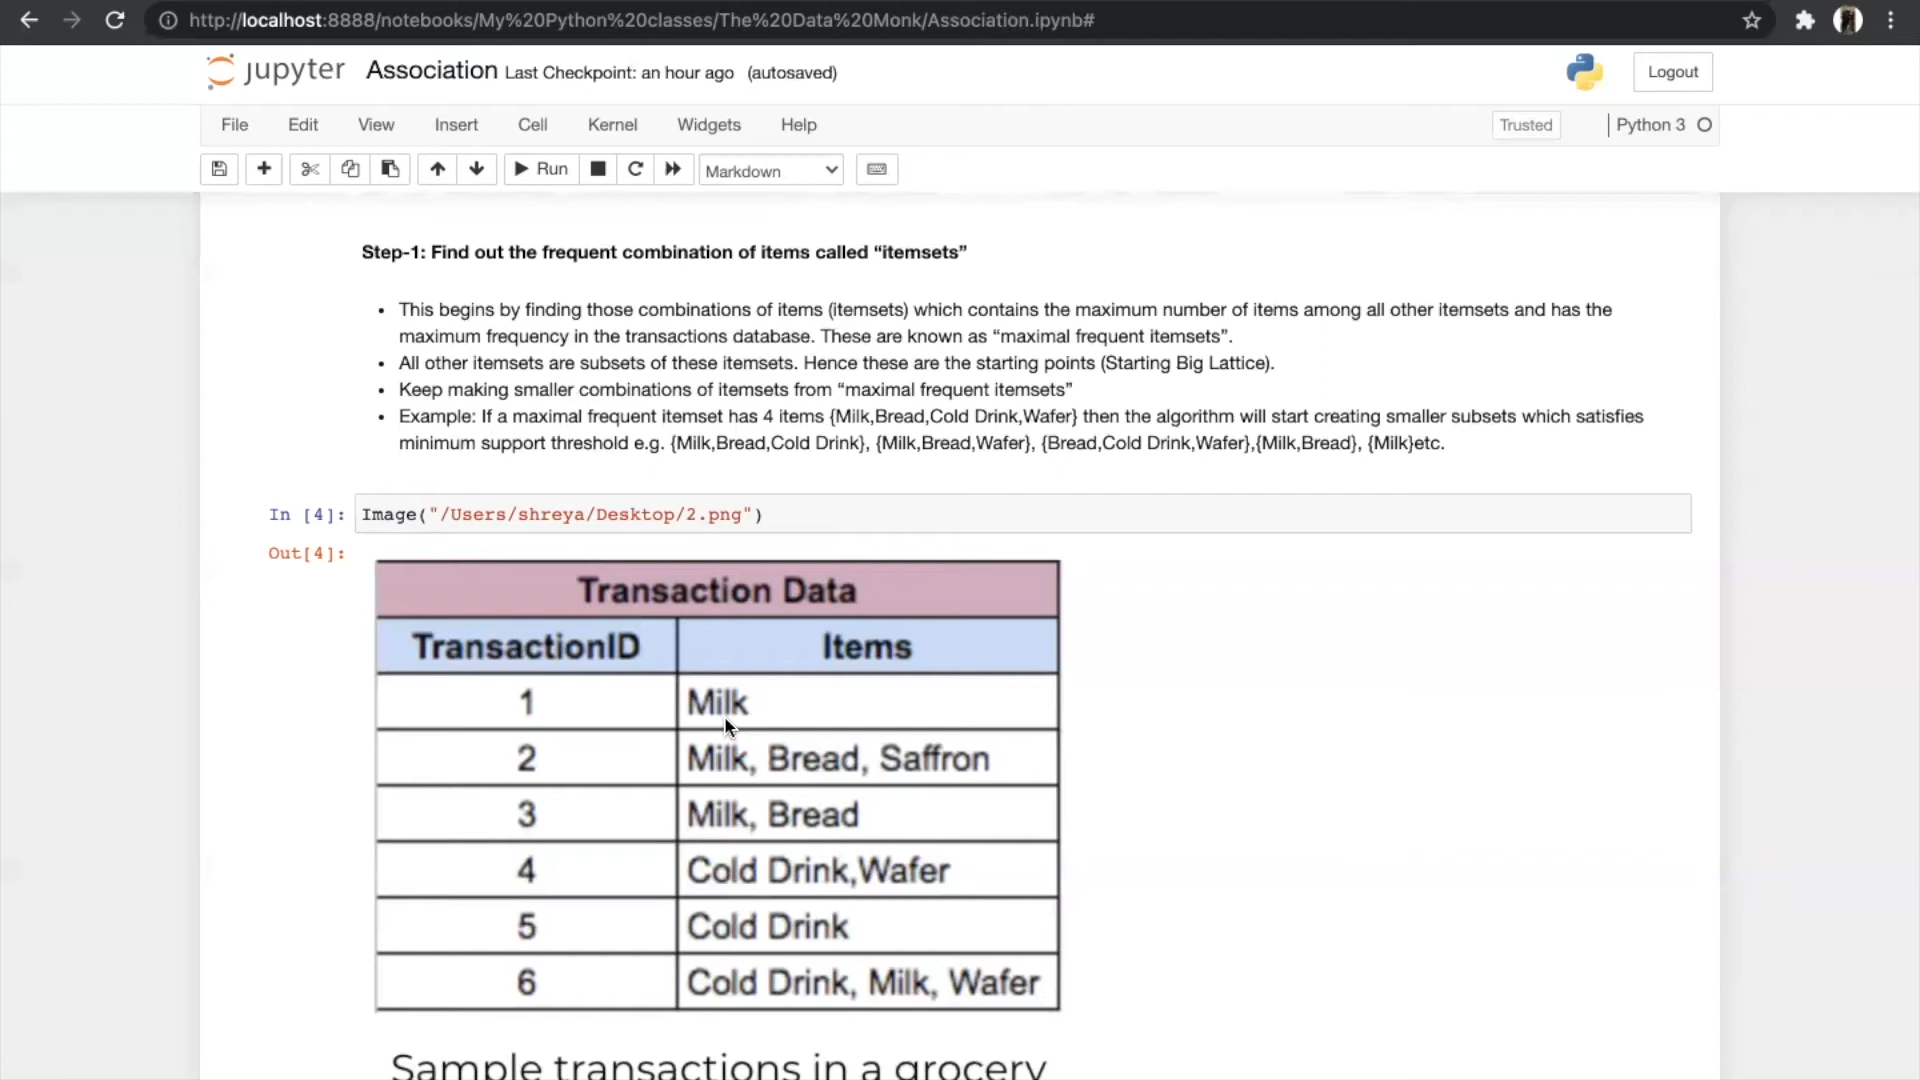 http://localhost:8888/notebooks/My%20Python%20classes/The%20Data%20Monk/Association.ipynb#
jupyter Association Last Checkpoint: an hour ago (autosaved)
Logout
File Edit View Insert Cell Kernel Widgets Help
Trusted
Python 3
Run
Markdown
Step-1: Find out the frequent combination of items called “itemsets”
• This begins by finding those combinations of items (itemsets) which contains the maximum number of items among all other itemsets and has the
maximum frequency in the transactions database. These are known as “maximal frequent itemsets”.
• All other itemsets are subsets of these itemsets. Hence these are the starting points (Starting Big Lattice).
• Keep making smaller combinations of itemsets from “maximal frequent itemsets”
• Example: If a maximal frequent itemset has 4 items {Milk,Bread,Cold Drink,Wafer} then the algorithm will start creating smaller subsets which satisfies
minimum support threshold e.g. {Milk,Bread,Cold Drink}, {Milk,Bread,Wafer}, {Bread,Cold Drink,Wafer},{Milk,Bread}, {Milk}etc.
In [4]: Image("/Users/shreya/Desktop/2.png")
Out[4]:
Transaction Data
TransactionID Items
1 Milk
2 Milk, Bread, Saffron
3 Milk, Bread
4 Cold Drink,Wafer
5 Cold Drink
6 Cold Drink, Milk, Wafer
Sample transactions in a grocery